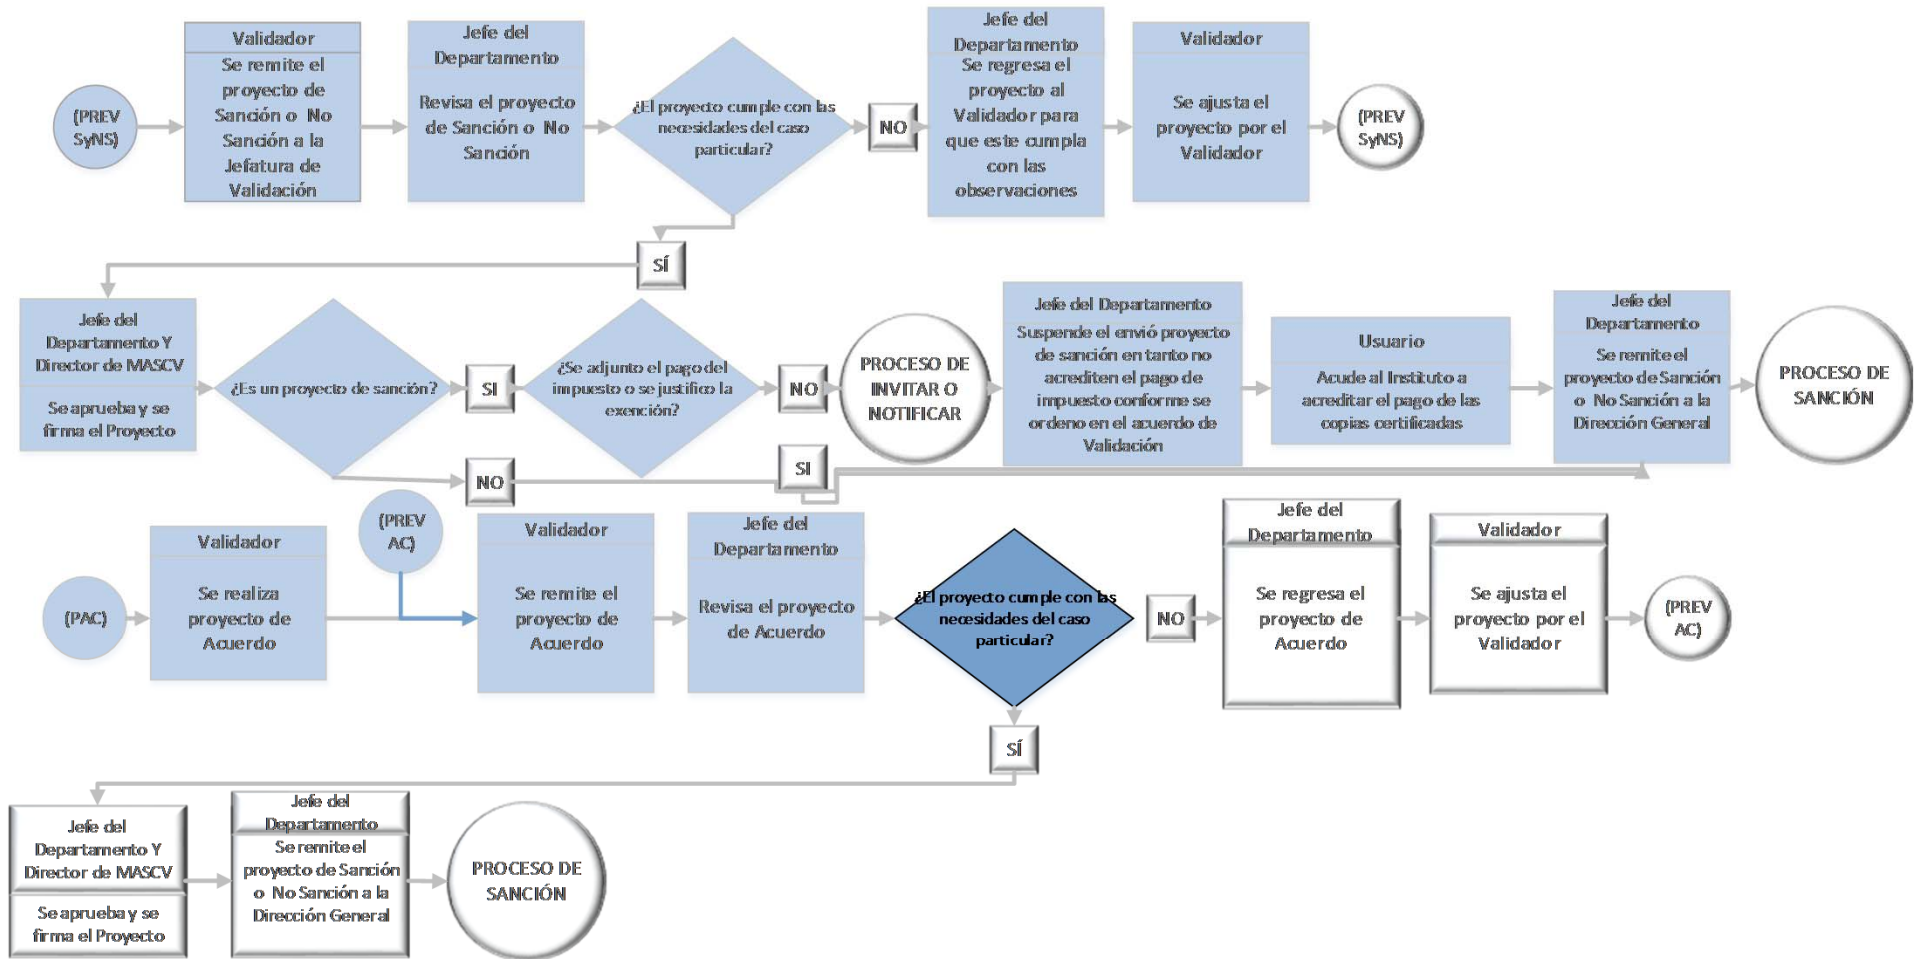 (PREV
SyNS)
Validador
Se remite el
proyecto de
Sanción o No
Sanción a la
Jefatura de
Validación
Jefe del
Departamento
Revisa el proyecto
de Sanción o No
Sanción
¿El proyecto cumple con las
necesidades del caso
particular?
NO
Jefe del
Departamento
Se regresa el
proyecto al
Validador para
que este cumpla
con las
observaciones
Validador
Se ajusta el
proyecto por el
Validador
(PREV
SyNS)
SÍ
Jefe del
Departamento Y
Director de MASCV
Se aprueba y se
firma el Proyecto
¿Es un proyecto de sanción?
SI
¿Se adjunto el pago del
impuesto o se justifico la
exención?
NO
PROCESO DE
INVITAR O
NOTIFICAR
Jefe del Departamento
Suspende el envió proyecto
de sanción en tanto no
acrediten el pago de
impuesto conforme se
ordeno en el acuerdo de
Validación
Usuario
Acude al Instituto a
acreditar el pago de las
copias certificadas
Jefe del
Departamento
Se remite el
proyecto de Sanción
o No Sanción a la
Dirección General
PROCESO DE
SANCIÓN
NO
SI
(PAC)
Validador
Se realiza
proyecto de
Acuerdo
(PREV
AC)
Validador
Se remite el
proyecto de
Acuerdo
Jefe del
Departamento
Revisa el proyecto
de Acuerdo
¿El proyecto cumple con las
necesidades del caso
particular?
NO
Jefe del
Departamento
Se regresa el
proyecto de
Acuerdo
Validador
Se ajusta el
proyecto por el
Validador
(PREV
AC)
SÍ
Jefe del
Departamento Y
Director de MASCV
Se aprueba y se
firma el Proyecto
Jefe del
Departamento
Se remite el
proyecto de Sanción
o No Sanción a la
Dirección General
PROCESO DE
SANCIÓN